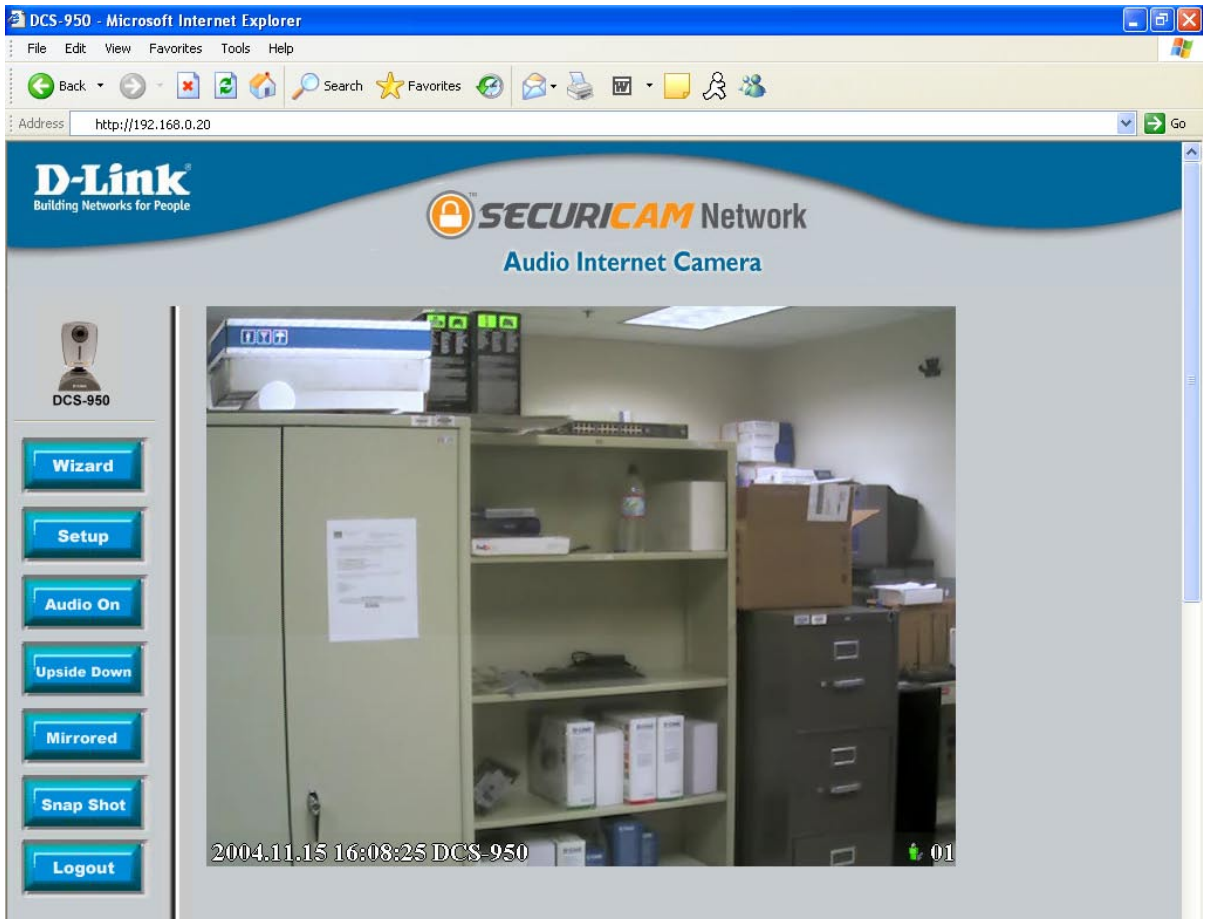 DCS-950 - Microsoft Internet Explorer
File Edit View Favorites Tools Help
Back Search Favorites
Address http://192.168.0.20 Go
D-Link®
Building Networks for People
SECURICAM™ Network
Audio Internet Camera
DCS-950
Wizard
Setup
Audio On
Upside Down
Mirrored
Snap Shot
Logout
2004.11.15 16:08:25 DCS-950
01